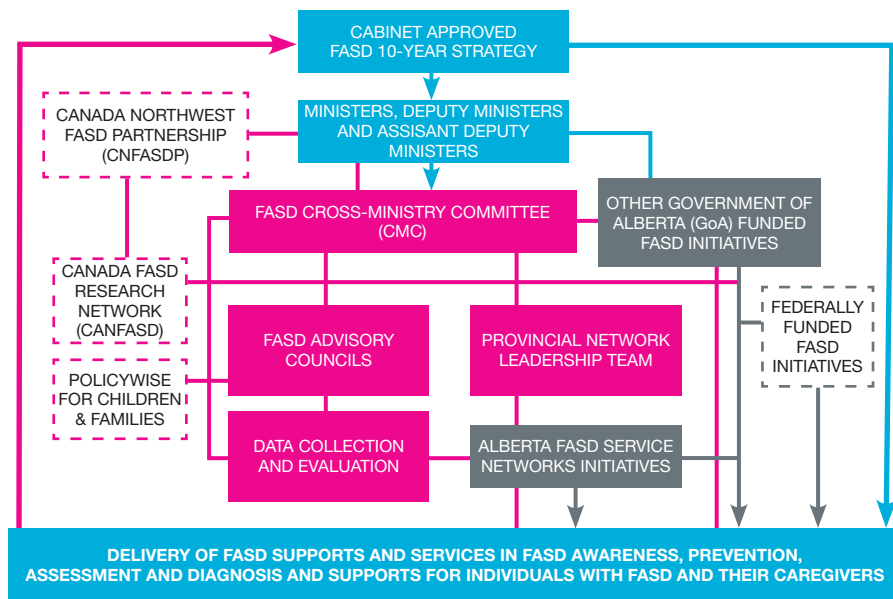 CABINET APPROVED
FASD 10-YEAR STRATEGY
CANADA NORTHWEST
FASD PARTNERSHIP
(CNFASDP)
MINISTERS, DEPUTY MINISTERS
AND ASSISANT DEPUTY
MINISTERS
FASD CROSS-MINISTRY COMMITTEE
(CMC)
OTHER GOVERNMENT OF
ALBERTA (GoA) FUNDED
FASD INITIATIVES
CANADA FASD
RESEARCH
NETWORK
(CANFASD)
FASD ADVISORY
COUNCILS
PROVINCIAL NETWORK
LEADERSHIP TEAM
FEDERALLY
FUNDED
FASD
INITIATIVES
POLICYWISE
FOR CHILDREN
& FAMILIES
DATA COLLECTION
AND EVALUATION
ALBERTA FASD SERVICE
NETWORKS INITIATIVES
DELIVERY OF FASD SUPPORTS AND SERVICES IN FASD AWARENESS, PREVENTION,
ASSESSMENT AND DIAGNOSIS AND SUPPORTS FOR INDIVIDUALS WITH FASD AND THEIR CAREGIVERS